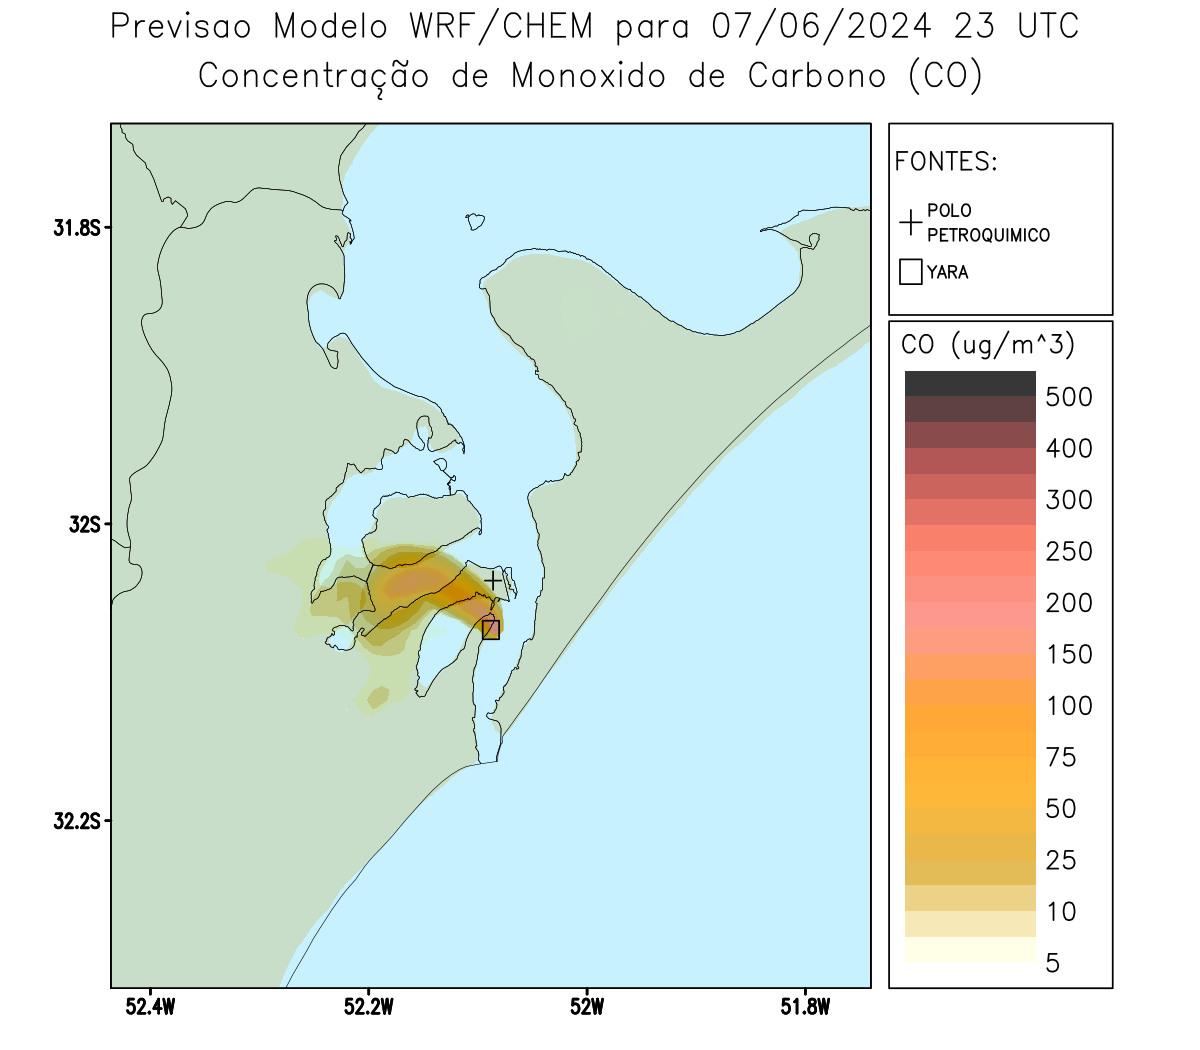 Previsao Modelo WRF/CHEM para 07/06/2024 23 UTC
Concentração de Monoxido de Carbono (CO)
FONTES:
POLO
PETROQUIMICO
YARA
CO (ug/m^3)
500
400
300
250
200
150
100
75
50
25
10
5
31.8S
32S
32.2S
52.4W
52.2W
52W
51.8W